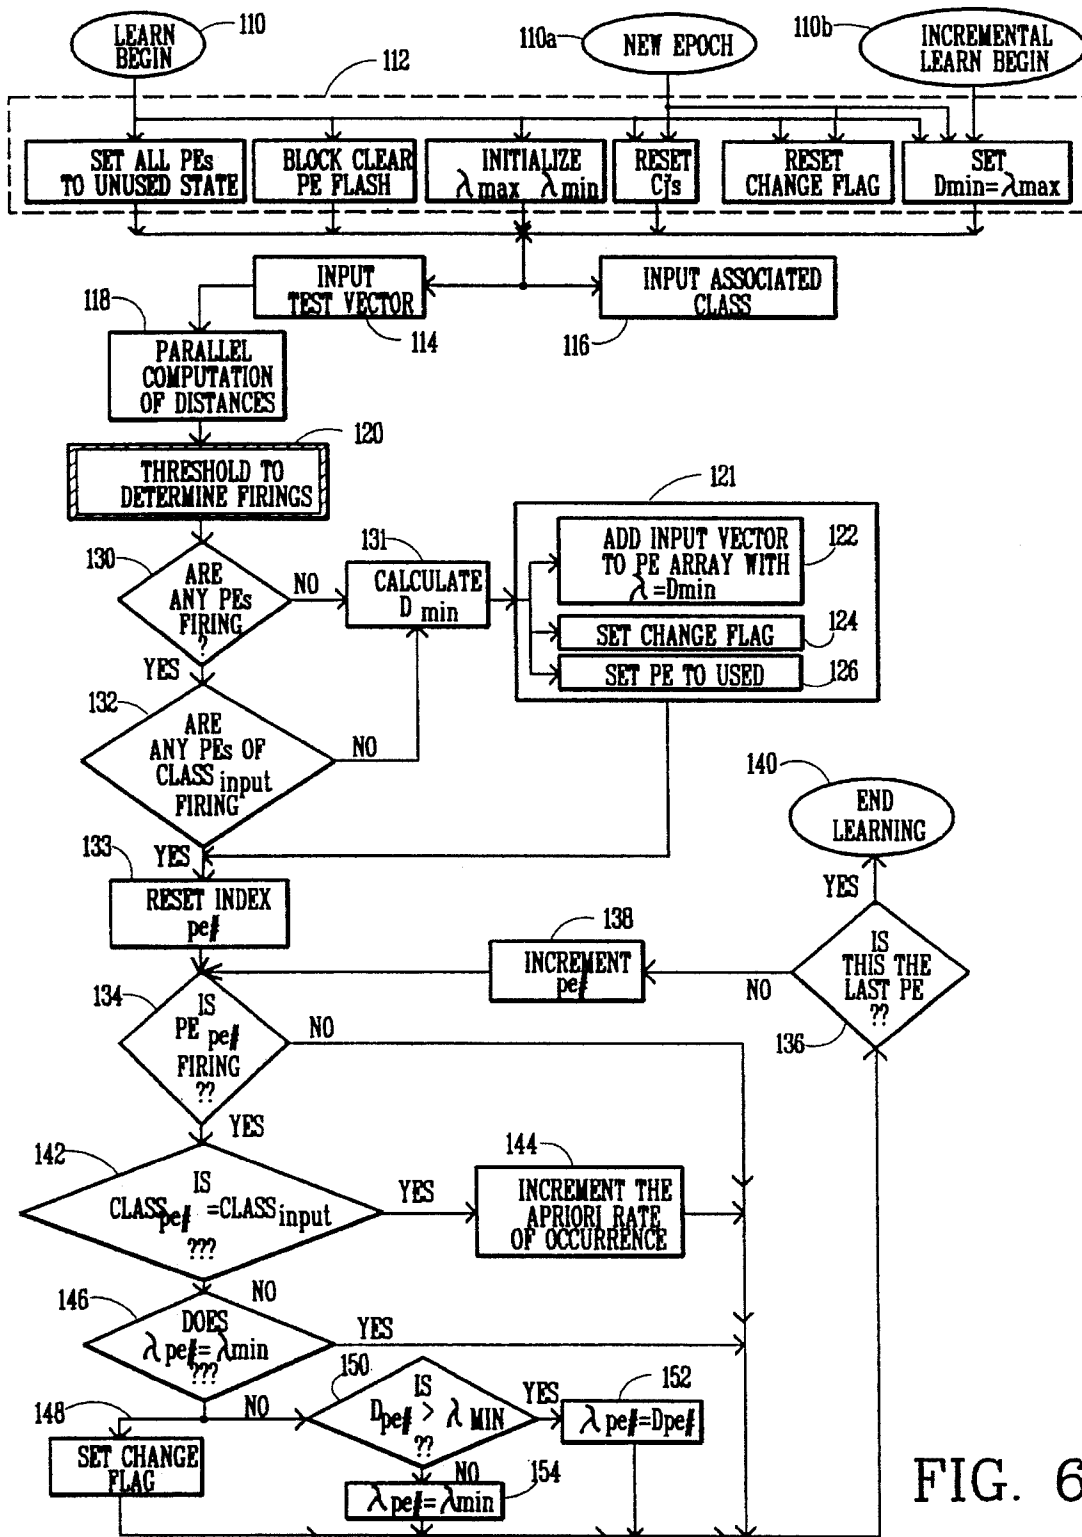 LEARN
BEGIN
110
NEW EPOCH
110a
INCREMENTAL
LEARN BEGIN
110b
112
SET ALL PEs
TO UNUSED STATE
BLOCK CLEAR
PE FLASH
INITIALIZE
λmax λmin
RESET
Cj's
RESET
CHANGE FLAG
SET
Dmin=λmax
INPUT
TEST VECTOR
114
INPUT ASSOCIATED
CLASS
116
118
PARALLEL
COMPUTATION
OF DISTANCES
120
THRESHOLD TO
DETERMINE FIRINGS
121
130
ARE
ANY PEs
FIRING
?
NO
YES
131
CALCULATE
D min
ADD INPUT VECTOR
TO PE ARRAY WITH
λ=Dmin
122
SET CHANGE FLAG
124
SET PE TO USED
126
132
ARE
ANY PEs OF
CLASS input
FIRING
NO
YES
140
END
LEARNING
133
RESET INDEX
pe#
YES
138
INCREMENT
pe#
IS
THIS THE
LAST PE
??
NO
136
134
IS
PE pe#
FIRING
??
NO
YES
142
IS
CLASSpe# =CLASSinput
???
YES
NO
144
INCREMENT THE
APRIORI RATE
OF OCCURRENCE
146
DOES
λpe#=λmin
???
YES
NO
148
SET CHANGE
FLAG
150
IS
Dpe# > λ MIN
??
YES
NO
152
λpe#=Dpe#
154
λpe#=λmin
FIG. 6